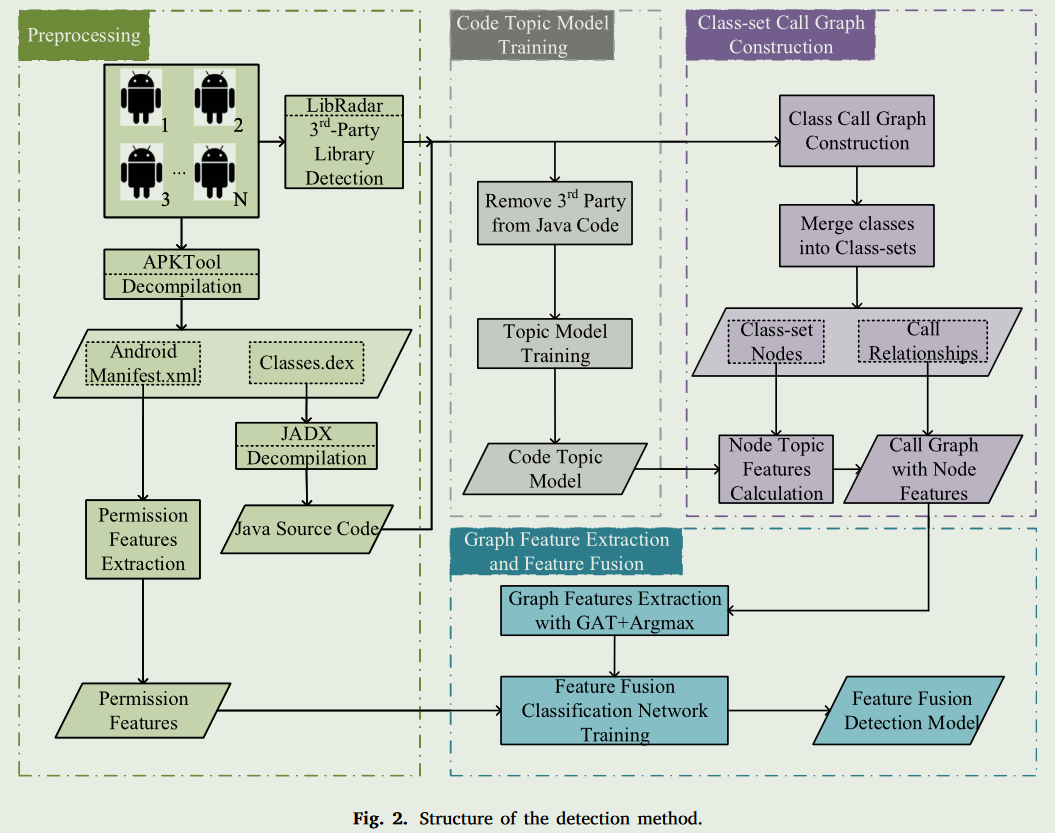 Preprocessing
1
2
3
...
N
LibRadar
3rd-Party
Library
Detection
APKTool
Decompilation
Android
Manifest.xml
Classes.dex
JADX
Decompilation
Java Source Code
Permission
Features
Extraction
Permission
Features
Code Topic Model
Training
Remove 3rd Party
from Java Code
Topic Model
Training
Code Topic
Model
Class-set Call Graph
Construction
Class Call Graph
Construction
Merge classes
into Class-sets
Class-set
Nodes
Call
Relationships
Node Topic
Features
Calculation
Call Graph
with Node
Features
Graph Feature Extraction
and Feature Fusion
Graph Features Extraction
with GAT+Argmax
Feature Fusion
Classification Network
Training
Feature Fusion
Detection Model
Fig. 2. Structure of the detection method.